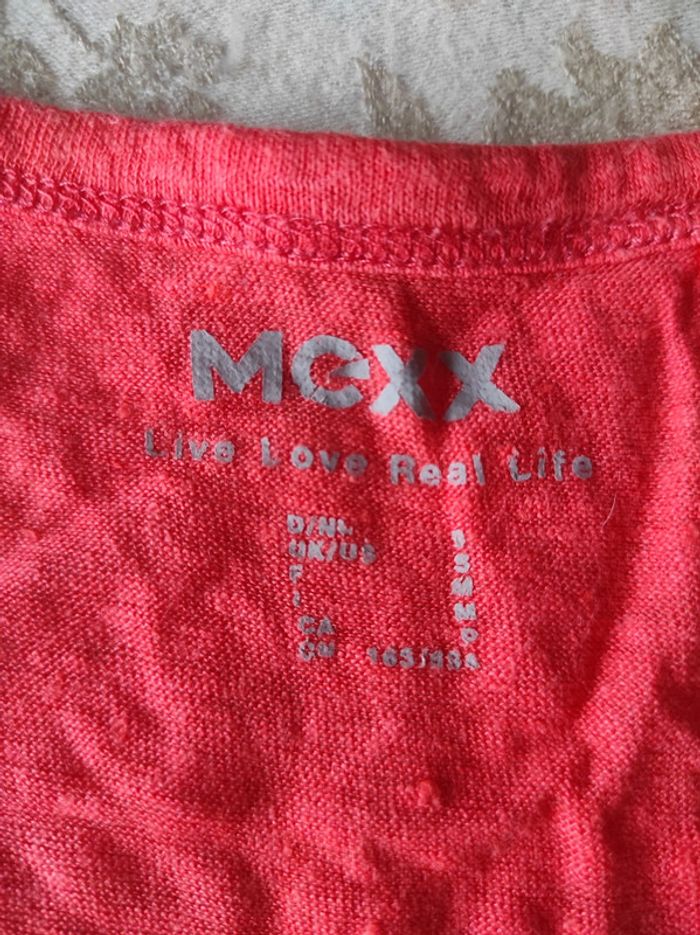 Mexx
Live Love Real Life
D/NL S
UK/US S
F M
I M
CA P
CN